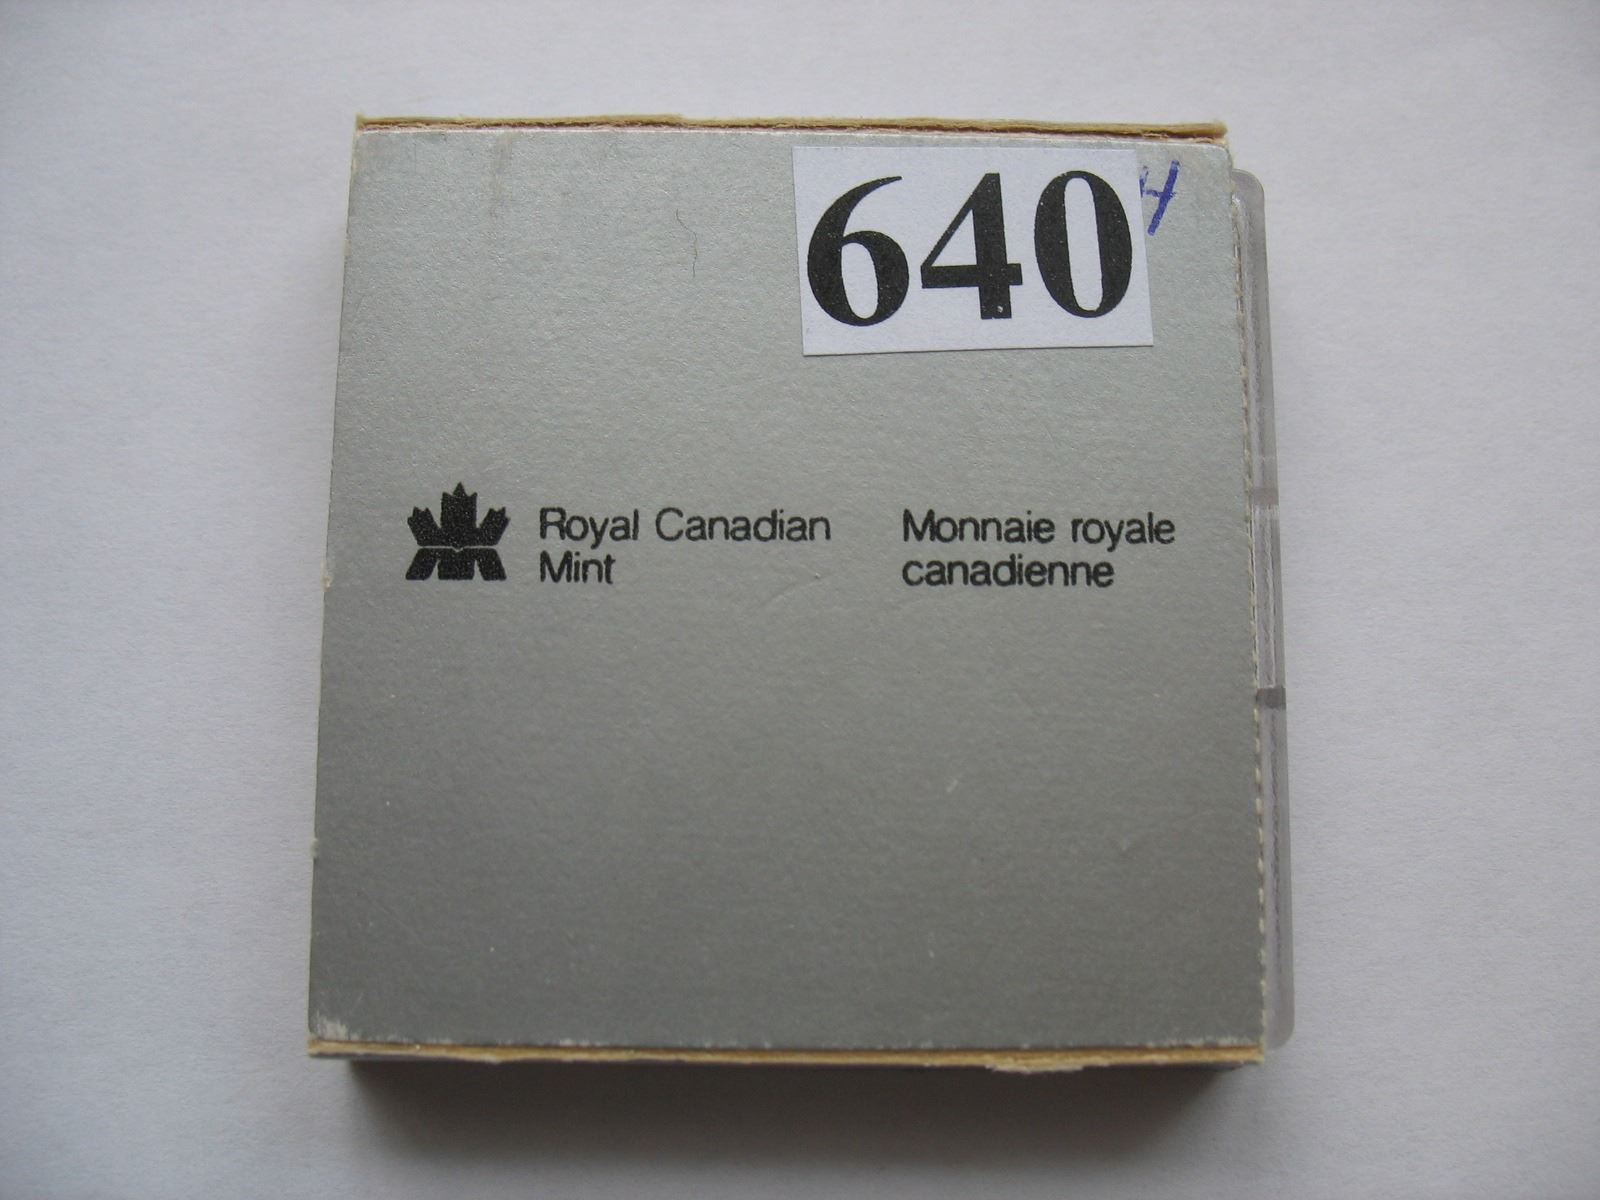 640
H
Royal Canadian
Mint
Monnaie royale
canadienne